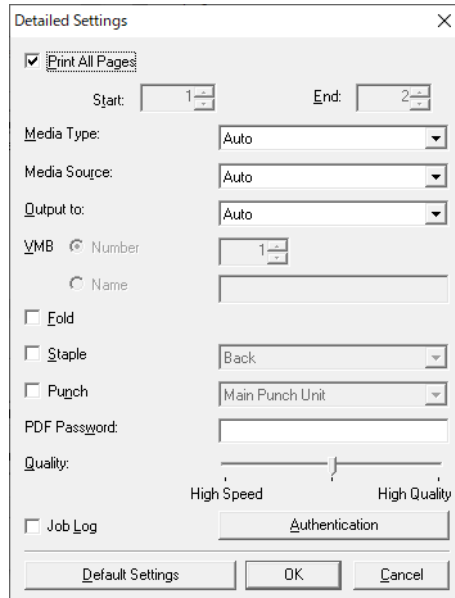 Detailed Settings
Print All Pages
Start: 1 End: 2
Media Type: Auto
Media Source: Auto
Output to: Auto
VMB Number 1
Name
Fold
Staple Back
Punch Main Punch Unit
PDF Password:
Quality:
High Speed High Quality
Job Log Authentication
Default Settings OK Cancel